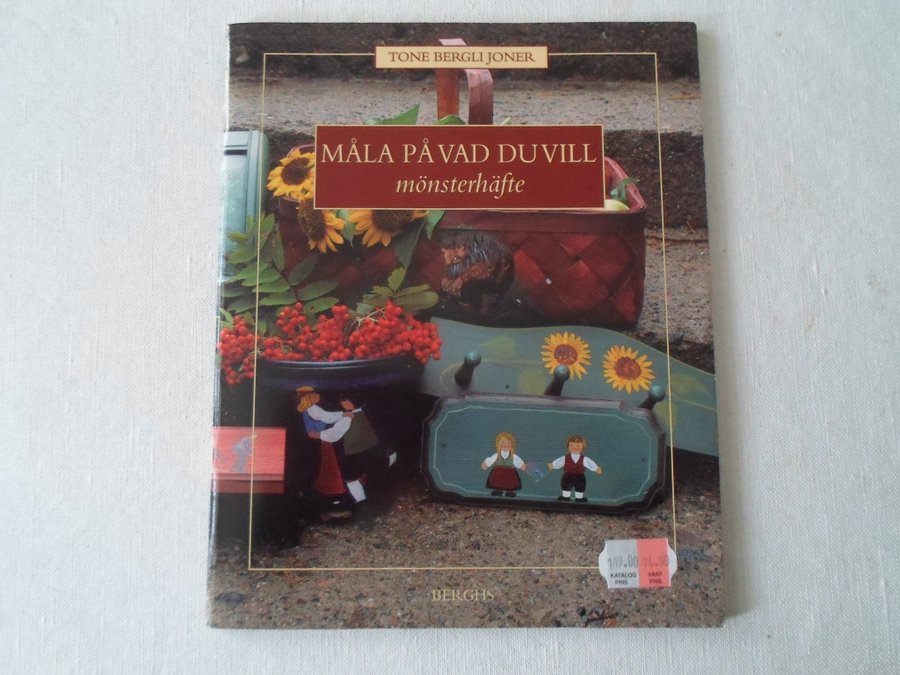 TONE BERGLI JONER
MÅLA PÅ VAD DU VILL
mönsterhäfte
KATALOG PRIS
VÅRT PRIS
BERGHS